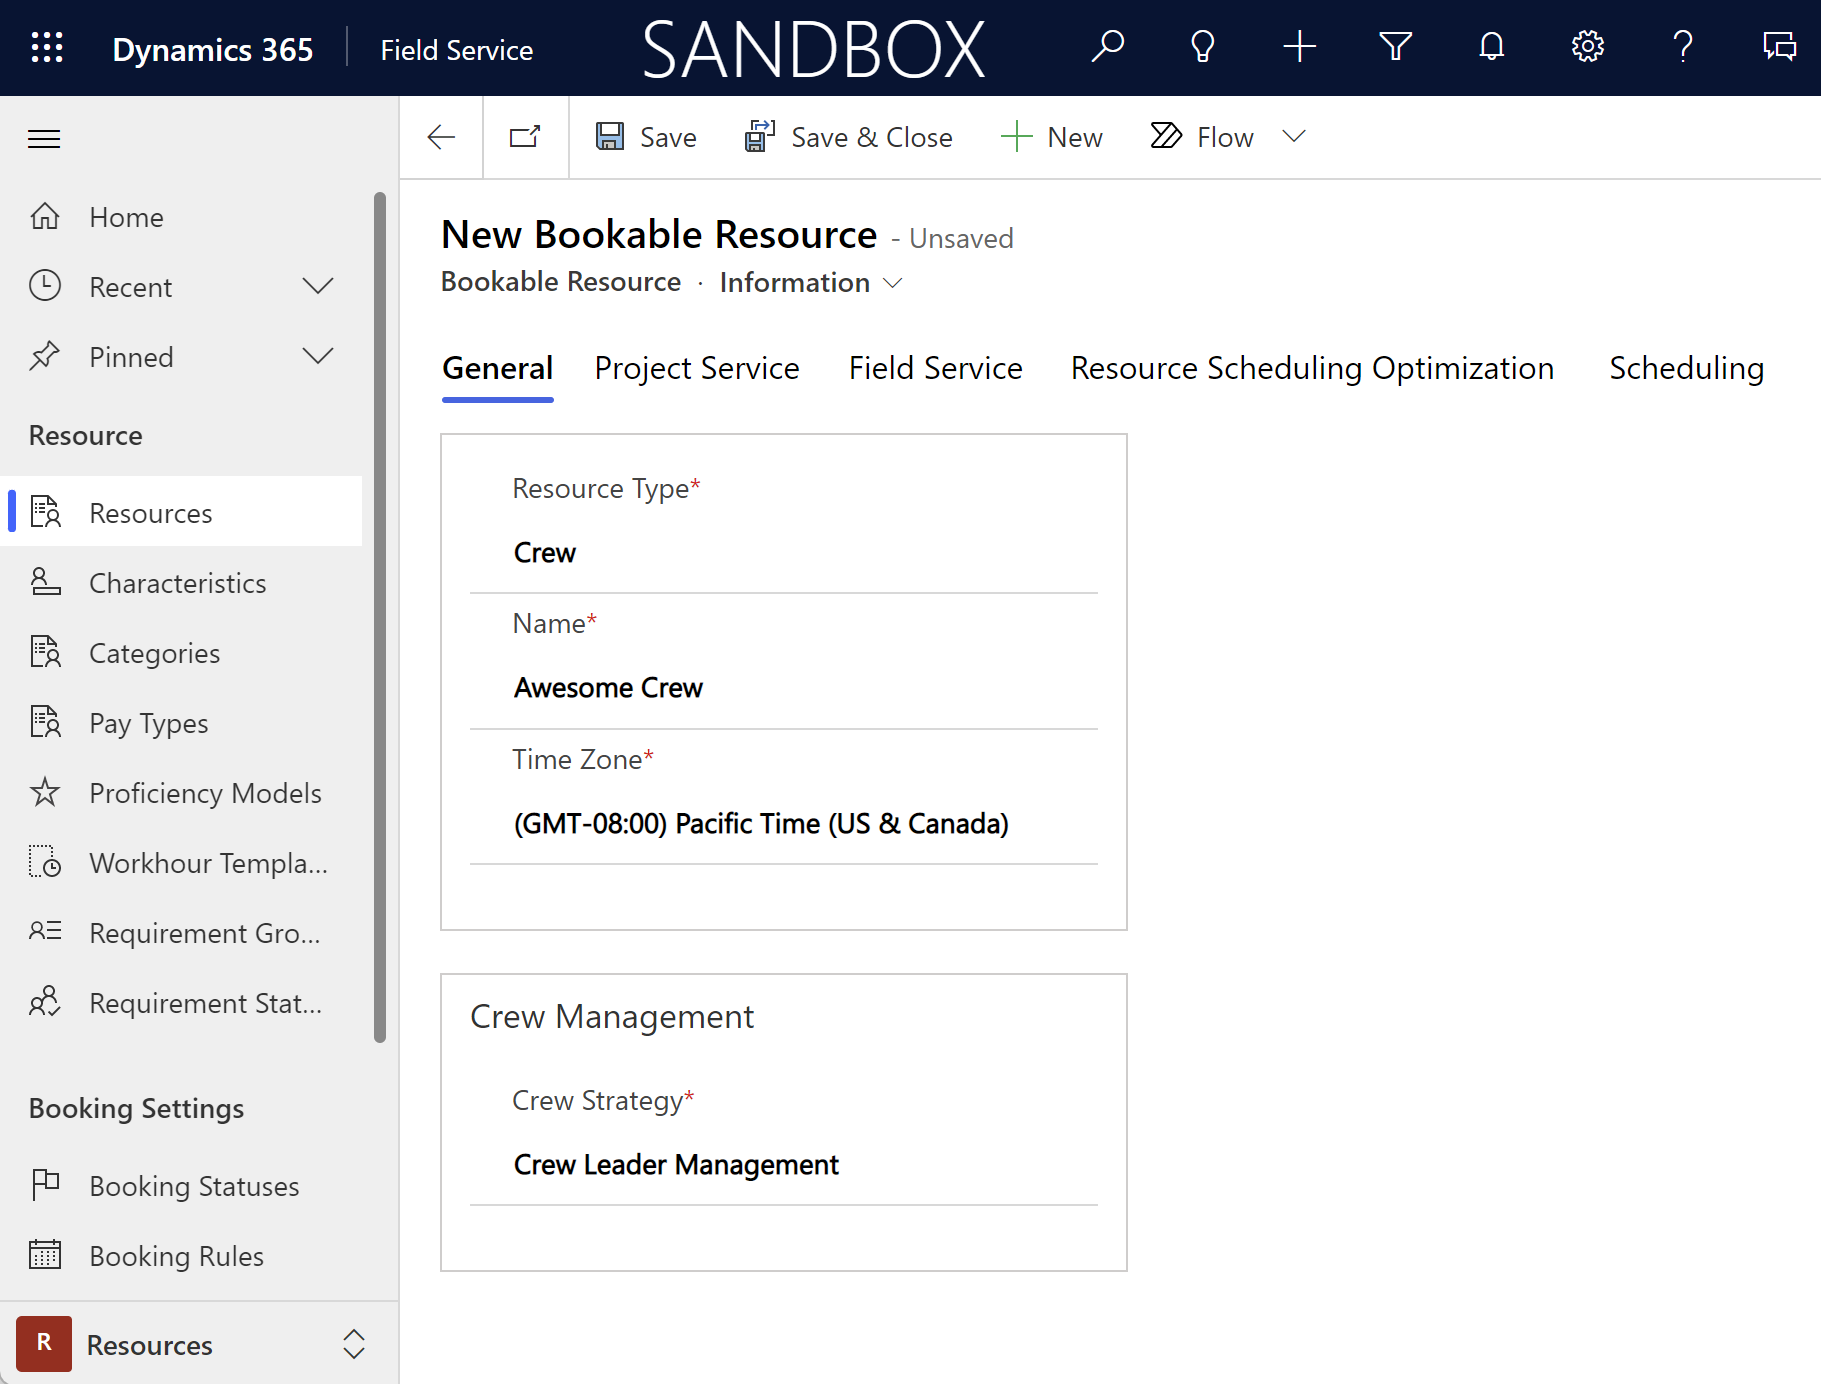 Dynamics 365 Field Service SANDBOX
Save Save & Close New Flow
Home
Recent
Pinned
Resource
Resources
Characteristics
Categories
Pay Types
Proficiency Models
Workhour Templa...
Requirement Gro...
Requirement Stat...
Booking Settings
Booking Statuses
Booking Rules
R Resources
New Bookable Resource - Unsaved
Bookable Resource · Information
General Project Service Field Service Resource Scheduling Optimization Scheduling
Resource Type*
Crew
Name*
Awesome Crew
Time Zone*
(GMT-08:00) Pacific Time (US & Canada)
Crew Management
Crew Strategy*
Crew Leader Management